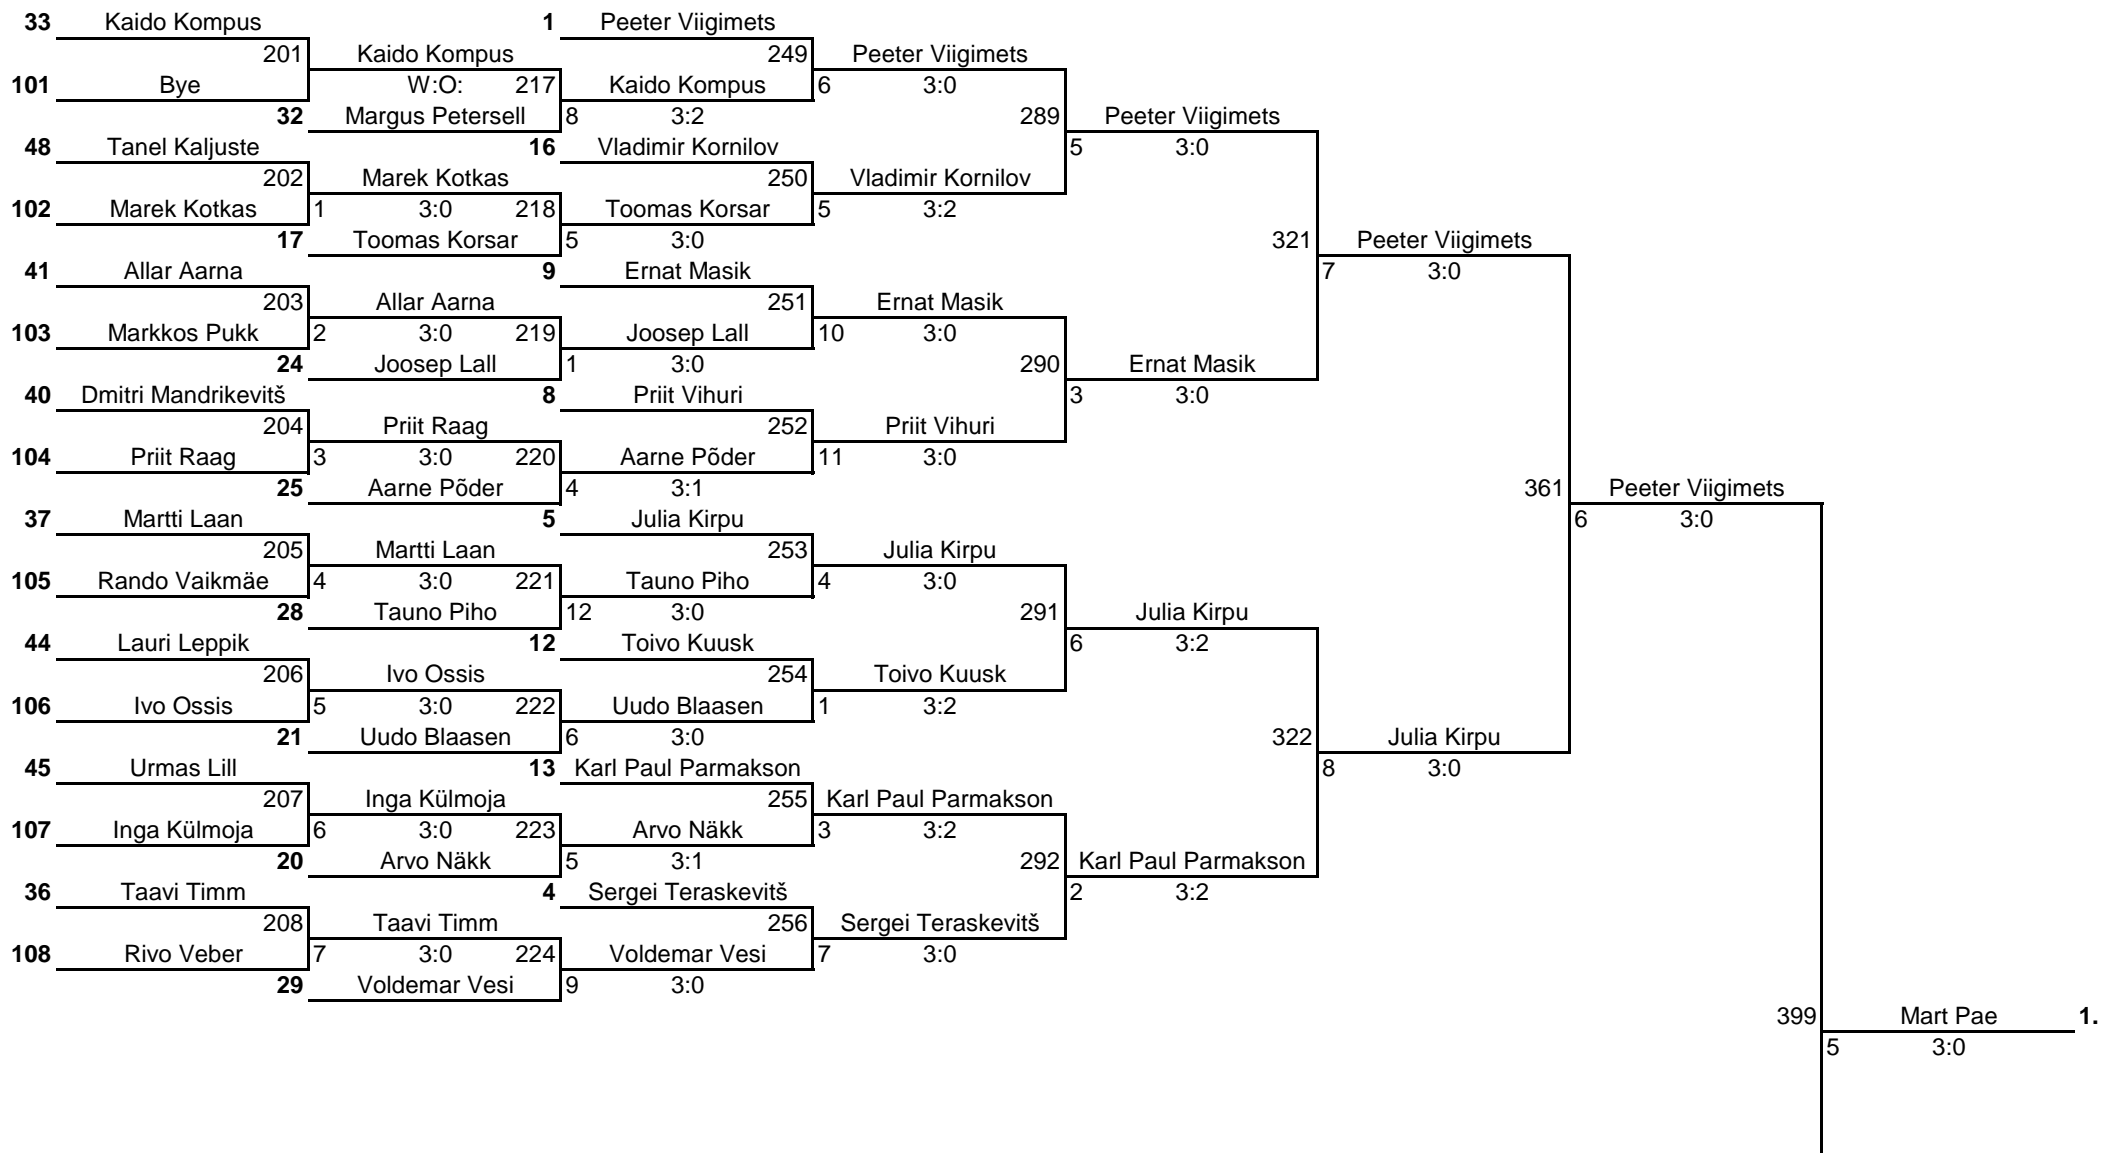 33 Kaido Kompus 1 Peeter Viigimets
201 Kaido Kompus 249 Peeter Viigimets
101 Bye W:O: 217 Kaido Kompus 6 3:0
32 Margus Petersell 8 3:2 289 Peeter Viigimets
48 Tanel Kaljuste 16 Vladimir Kornilov 5 3:0
202 Marek Kotkas 250 Vladimir Kornilov
102 Marek Kotkas 1 3:0 218 Toomas Korsar 5 3:2
17 Toomas Korsar 5 3:0 321 Peeter Viigimets
41 Allar Aarna 9 Ernat Masik 7 3:0
203 Allar Aarna 251 Ernat Masik
103 Markkos Pukk 2 3:0 219 Joosep Lall 10 3:0
24 Joosep Lall 1 3:0 290 Ernat Masik
40 Dmitri Mandrikevitš 8 Priit Vihuri 3 3:0
204 Priit Raag 252 Priit Vihuri
104 Priit Raag 3 3:0 220 Aarne Põder 11 3:0
25 Aarne Põder 4 3:1 361 Peeter Viigimets
37 Martti Laan 5 Julia Kirpu 6 3:0
205 Martti Laan 253 Julia Kirpu
105 Rando Vaikmäe 4 3:0 221 Tauno Piho 4 3:0
28 Tauno Piho 12 3:0 291 Julia Kirpu
44 Lauri Leppik 12 Toivo Kuusk 6 3:2
206 Ivo Ossis 254 Toivo Kuusk
106 Ivo Ossis 5 3:0 222 Uudo Blaasen 1 3:2
21 Uudo Blaasen 6 3:0 322 Julia Kirpu
45 Urmas Lill 13 Karl Paul Parmakson 8 3:0
207 Inga Külmoja 255 Karl Paul Parmakson
107 Inga Külmoja 6 3:0 223 Arvo Näkk 3 3:2
20 Arvo Näkk 5 3:1 292 Karl Paul Parmakson
36 Taavi Timm 4 Sergei Teraskevitš 2 3:2
208 Taavi Timm 256 Sergei Teraskevitš
108 Rivo Veber 7 3:0 224 Voldemar Vesi 7 3:0
29 Voldemar Vesi 9 3:0
399 Mart Pae 1.
5 3:0